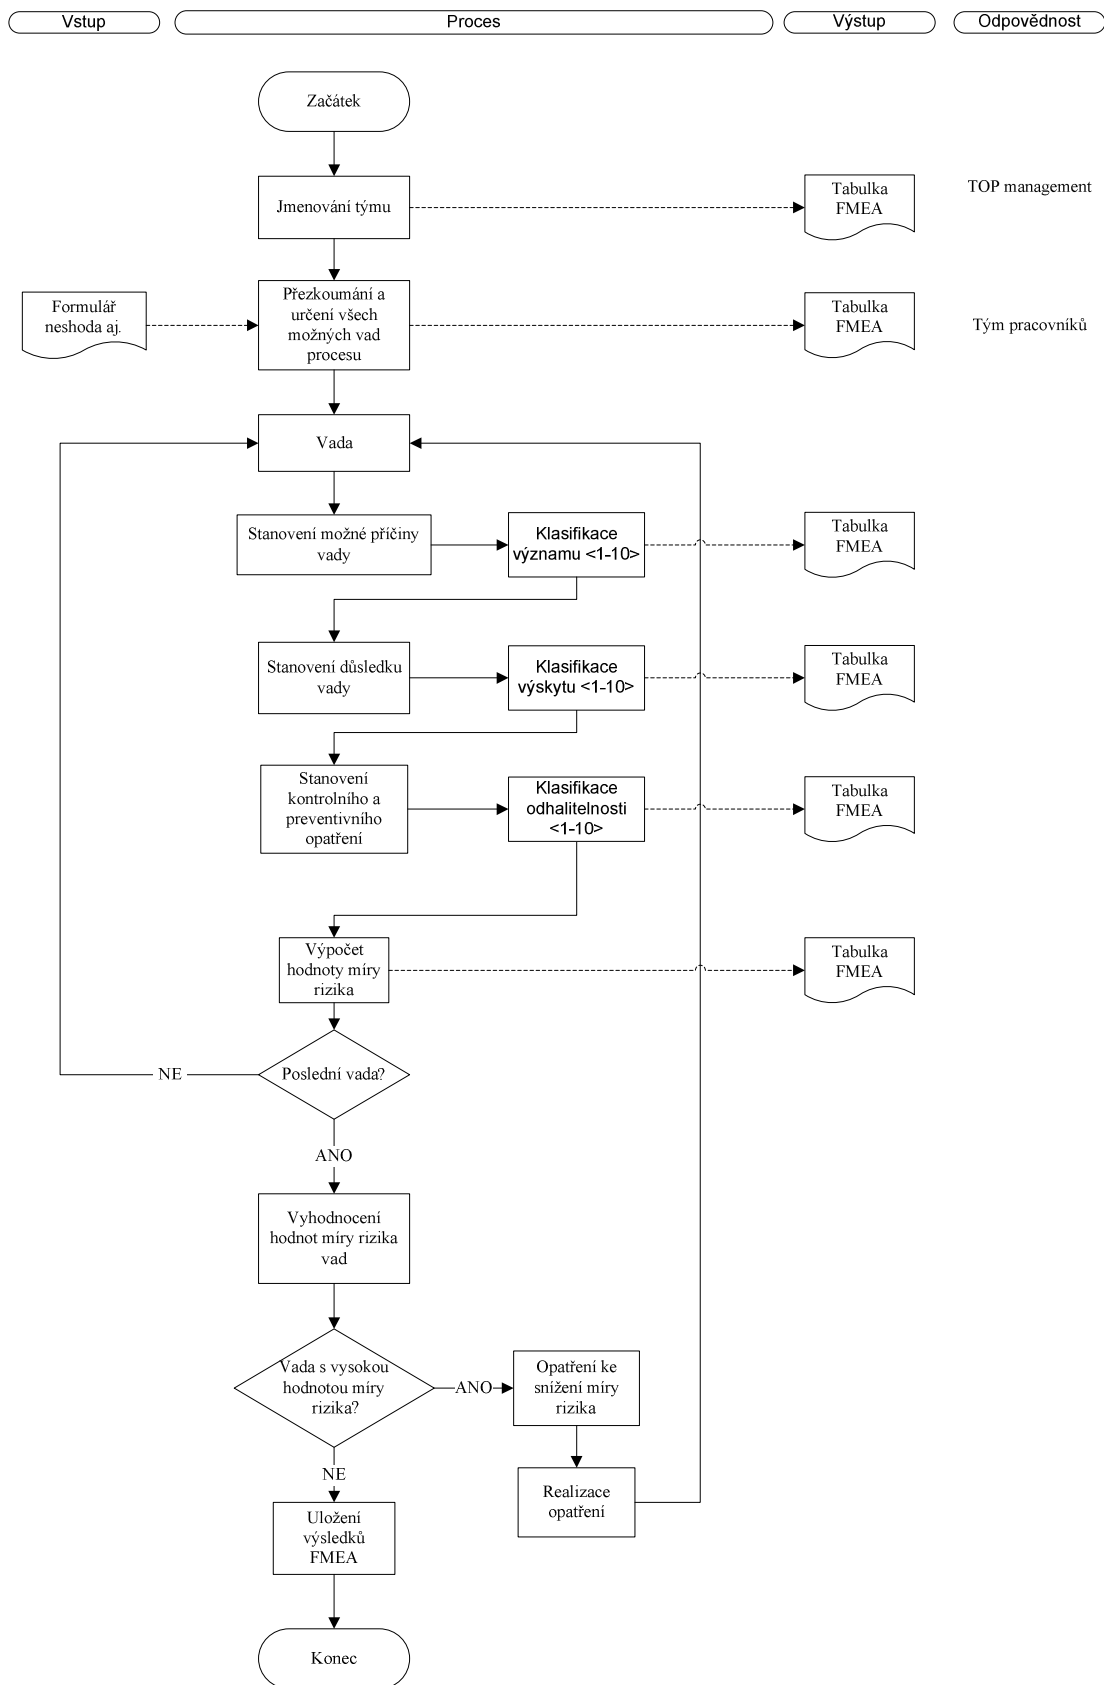 Vstup
Proces
Výstup
Odpovědnost
Začátek
Jmenování týmu
Tabulka
FMEA
TOP management
Formulář
neshoda aj.
Přezkoumání a
určení všech
možných vad
procesu
Tabulka
FMEA
Tým pracovníků
Vada
Stanovení možné příčiny
vady
Klasifikace
významu <1-10>
Tabulka
FMEA
Stanovení důsledku
vady
Klasifikace
výskytu <1-10>
Tabulka
FMEA
Stanovení
kontrolního a
preventivního
opatření
Klasifikace
odhalitelnosti
<1-10>
Tabulka
FMEA
Výpočet
hodnoty míry
rizika
Tabulka
FMEA
Poslední vada?
NE
ANO
Vyhodnocení
hodnot míry rizika
vad
Vada s vysokou
hodnotou míry
rizika?
ANO
Opatření ke
snížení míry
rizika
NE
Realizace
opatření
Uložení
výsledků
FMEA
Konec